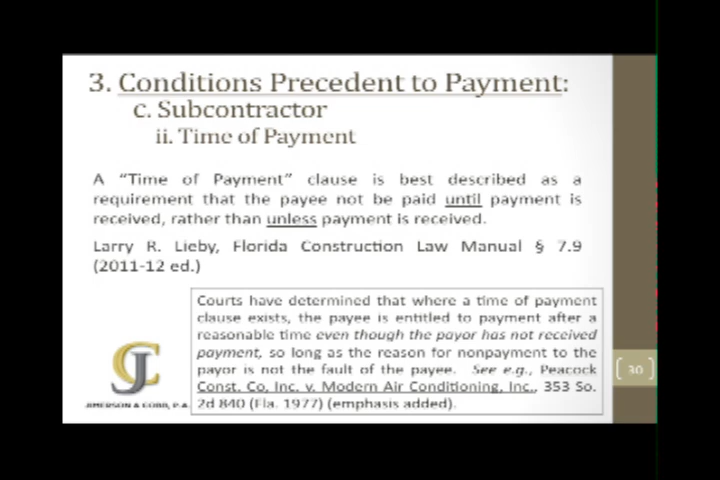 3. Conditions Precedent to Payment:
c. Subcontractor
ii. Time of Payment
A “Time of Payment” clause is best described as a
requirement that the payee not be paid until payment is
received, rather than unless payment is received.
Larry R. Lieby, Florida Construction Law Manual § 7.9
(2011-12 ed.)
Courts have determined that where a time of payment
clause exists, the payee is entitled to payment after a
reasonable time even though the payor has not received
payment, so long as the reason for nonpayment to the
payor is not the fault of the payee. See e.g., Peacock
Const. Co, Inc. v. Modern Air Conditioning, Inc., 353 So.
2d 840 (Fla. 1977) (emphasis added).
CJ
JIMERSON & COBB, P.A.
[ 30 ]